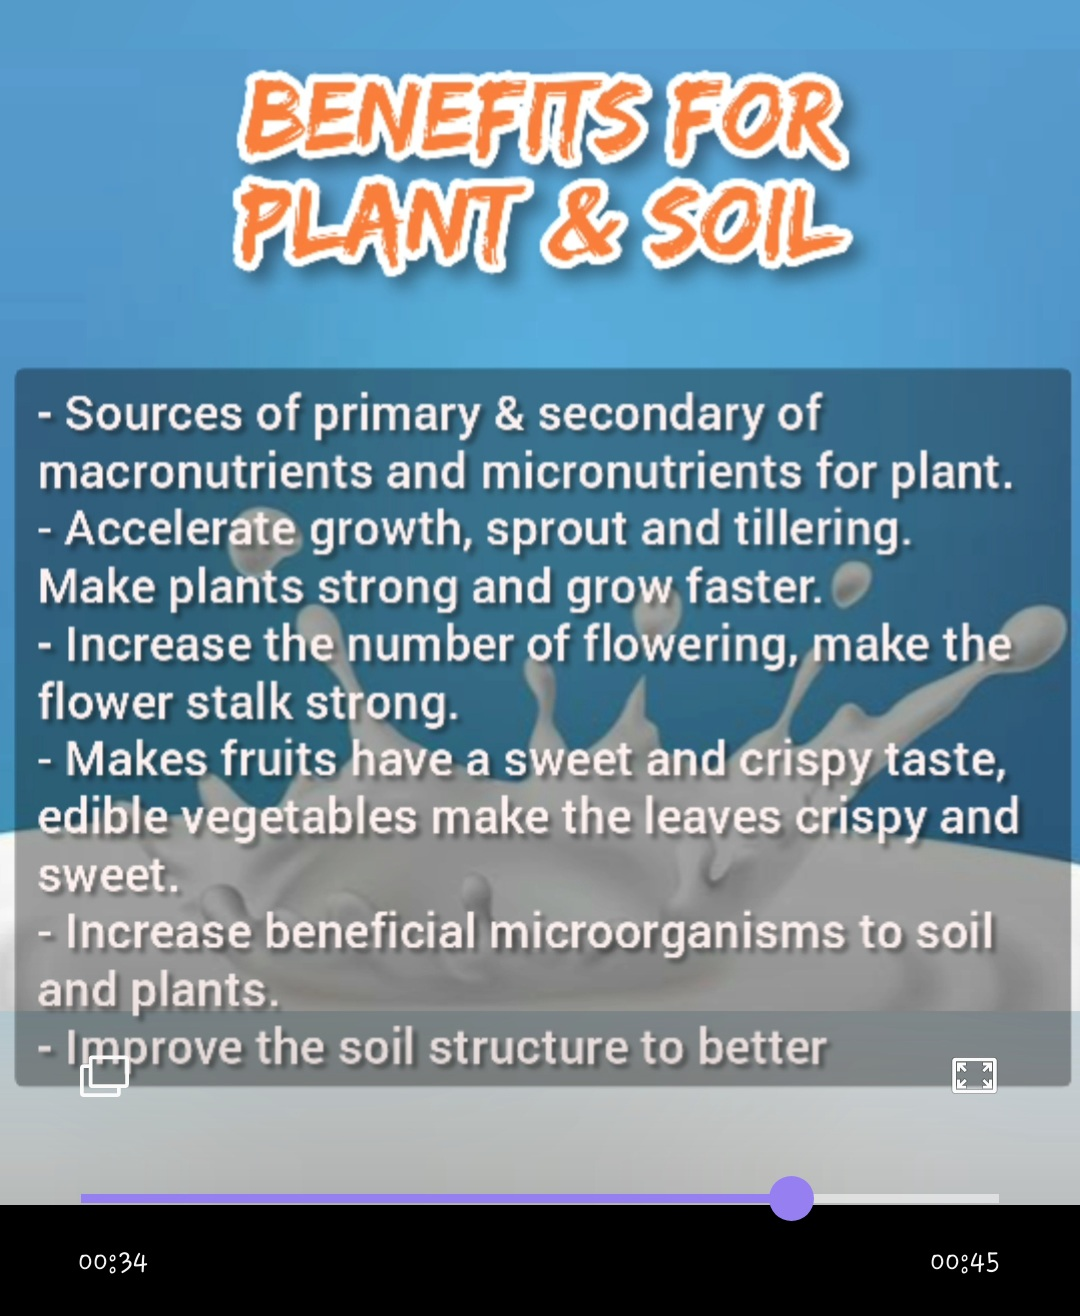 BENEFITS FOR
PLANT & SOIL
- Sources of primary & secondary of
macronutrients and micronutrients for plant.
- Accelerate growth, sprout and tillering.
Make plants strong and grow faster.
- Increase the number of flowering, make the
flower stalk strong.
- Makes fruits have a sweet and crispy taste,
edible vegetables make the leaves crispy and
sweet.
- Increase beneficial microorganisms to soil
and plants.
- Improve the soil structure to better
00:34
00:45